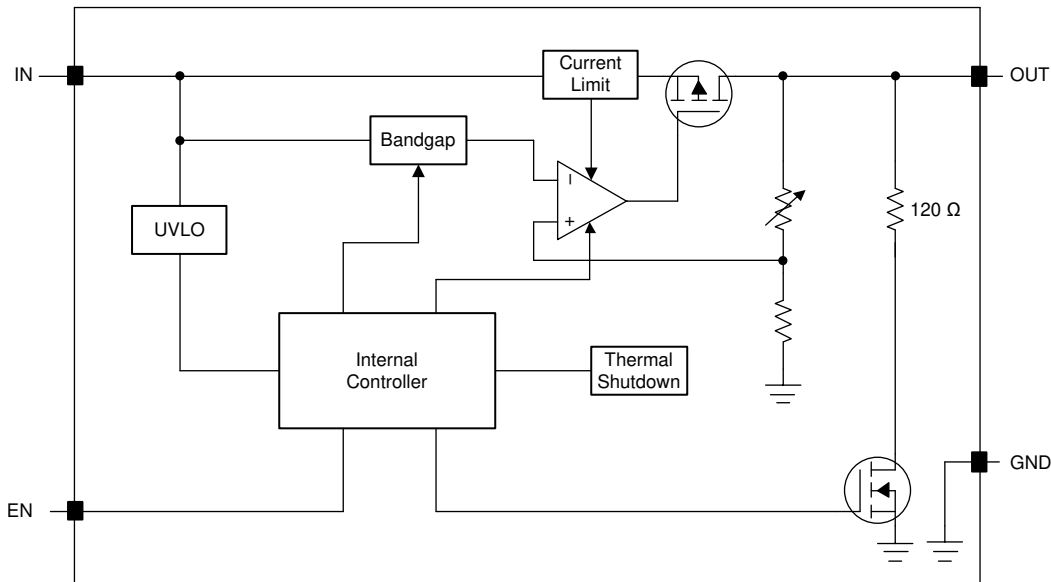 IN
Current
Limit
OUT
Bandgap
–
+
UVLO
120 Ω
Internal
Controller
Thermal
Shutdown
GND
EN